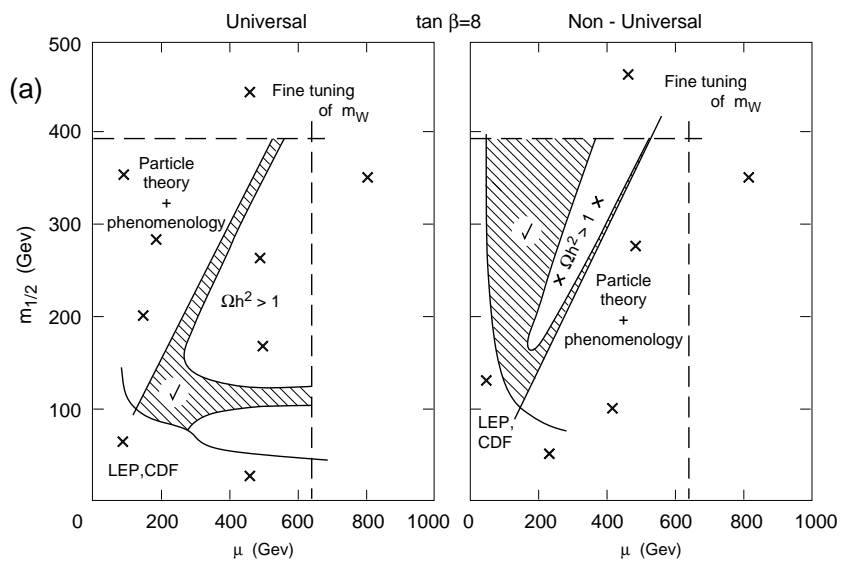 Universal
tan β=8
Non - Universal
(a)
500
400
300
200
100
0
200
400
600
800
1000
m1/2 (Gev)
μ (Gev)
Fine tuning
of mW
Particle
theory
+
phenomenology
Ωh² > 1
✓
LEP,CDF
Fine tuning
of mW
✓
Ωh² > 1
Particle
theory
+
phenomenology
LEP,
CDF
0
200
400
600
800
1000
μ (Gev)